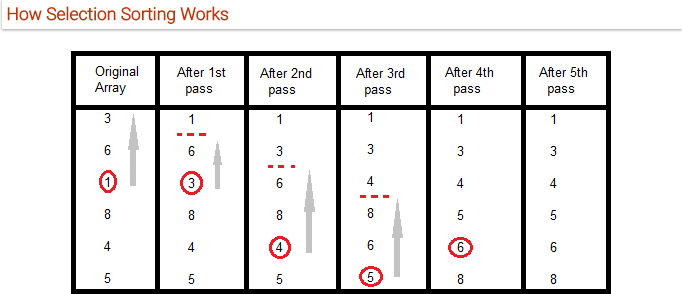 How Selection Sorting Works
Original Array After 1st pass After 2nd pass After 3rd pass After 4th pass After 5th pass
3 1 1 1 1 1
6 6 3 3 3 3
1 3 6 4 4 4
8 8 8 8 5 5
4 4 4 6 6 6
5 5 5 5 8 8